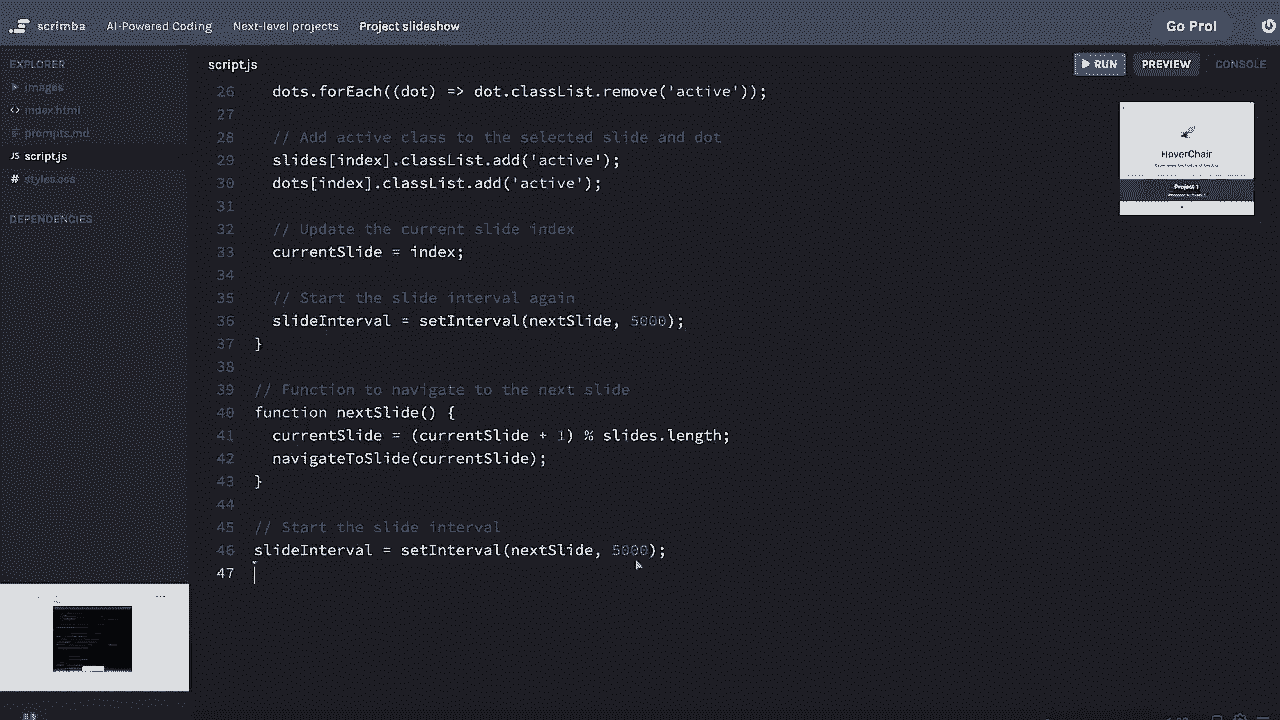 scrimba AI-Powered Coding Next-level projects Project slideshow Go Pro!
EXPLORER
images
index.html
prompts.md
JS script.js
# styles.css
DEPENDENCIES
script.js RUN PREVIEW CONSOLE
26 dots.forEach((dot) => dot.classList.remove('active'));
27
28 // Add active class to the selected slide and dot
29 slides[index].classList.add('active');
30 dots[index].classList.add('active');
31
32 // Update the current slide index
33 currentSlide = index;
34
35 // Start the slide interval again
36 slideInterval = setInterval(nextSlide, 5000);
37 }
38
39 // Function to navigate to the next slide
40 function nextSlide() {
41 currentSlide = (currentSlide + 1) % slides.length;
42 navigateToSlide(currentSlide);
43 }
44
45 // Start the slide interval
46 slideInterval = setInterval(nextSlide, 5000);
47
HoverChair
Project 1